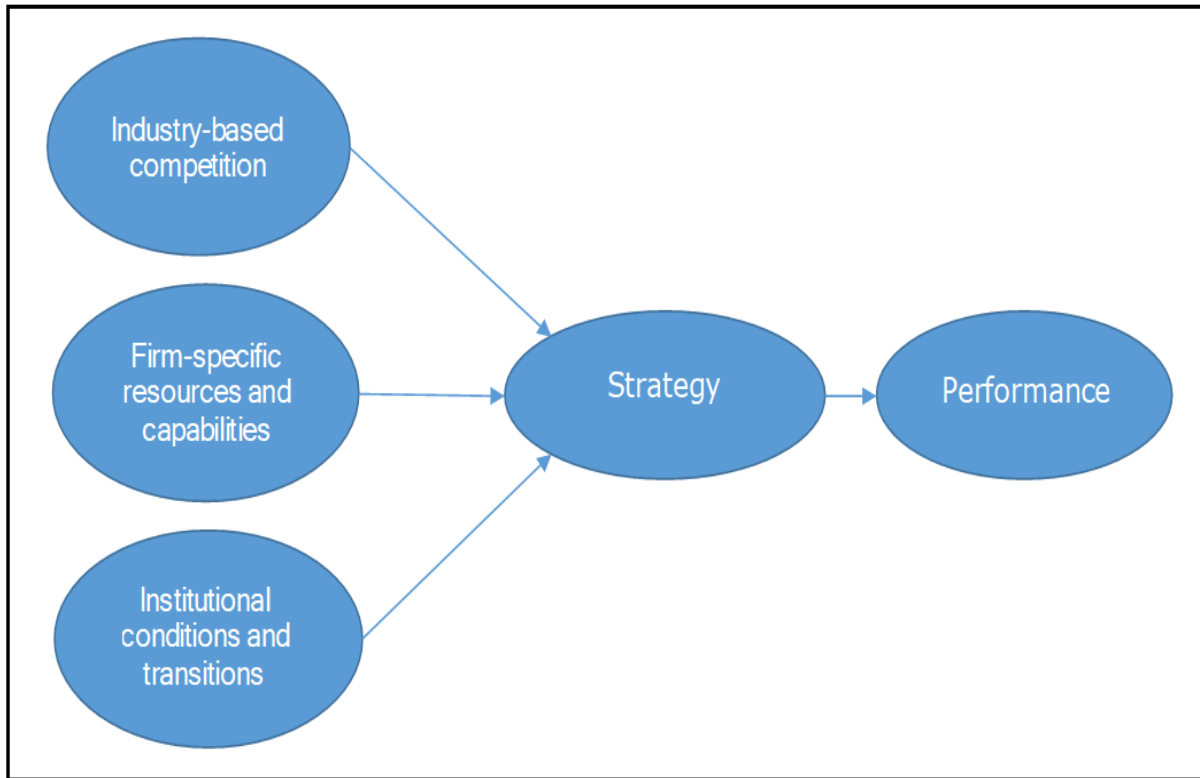 Industry-based
competition
Firm-specific
resources and
capabilities
Institutional
conditions and
transitions
Strategy
Performance